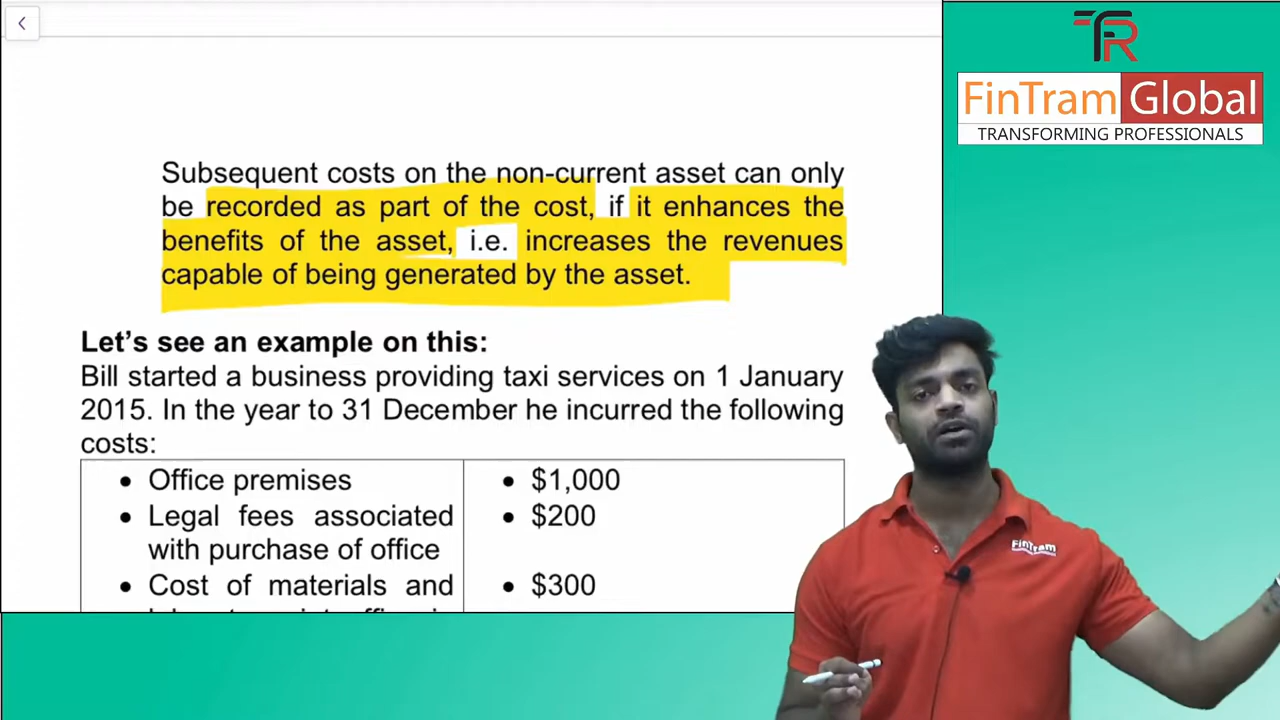 FinTram Global
TRANSFORMING PROFESSIONALS
Subsequent costs on the non-current asset can only
be recorded as part of the cost, if it enhances the
benefits of the asset, i.e. increases the revenues
capable of being generated by the asset.
Let’s see an example on this:
Bill started a business providing taxi services on 1 January
2015. In the year to 31 December he incurred the following
costs:
• Office premises • $1,000
• Legal fees associated • $200
with purchase of office
• Cost of materials and • $300
FinTram